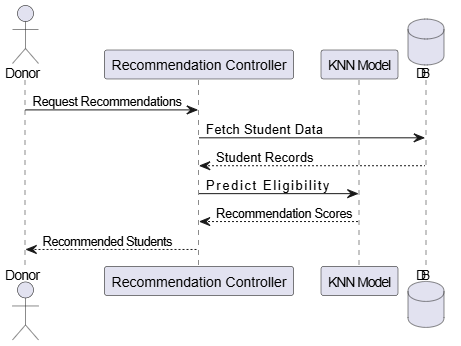 Donor
Recommendation Controller
KNN Model
DB
Request Recommendations
Fetch Student Data
Student Records
Predict Eligibility
Recommendation Scores
Recommended Students
Donor
Recommendation Controller
KNN Model
DB